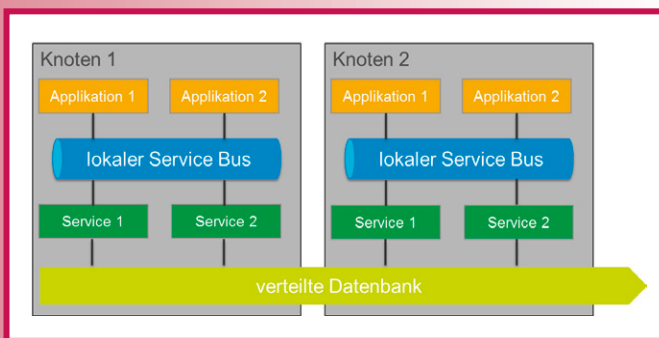 Knoten 1
Applikation 1
Applikation 2
lokaler Service Bus
Service 1
Service 2
Knoten 2
Applikation 1
Applikation 2
lokaler Service Bus
Service 1
Service 2
verteilte Datenbank